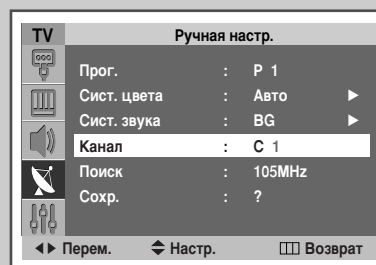 TV Ручная настр.
Прог. : P 1
Сист. цвета : Авто ▶
Сист. звука : BG ▶
Канал : C 1
Поиск : 105MHz
Сохр. : ?
◀▶ Перем. Настр. Возврат